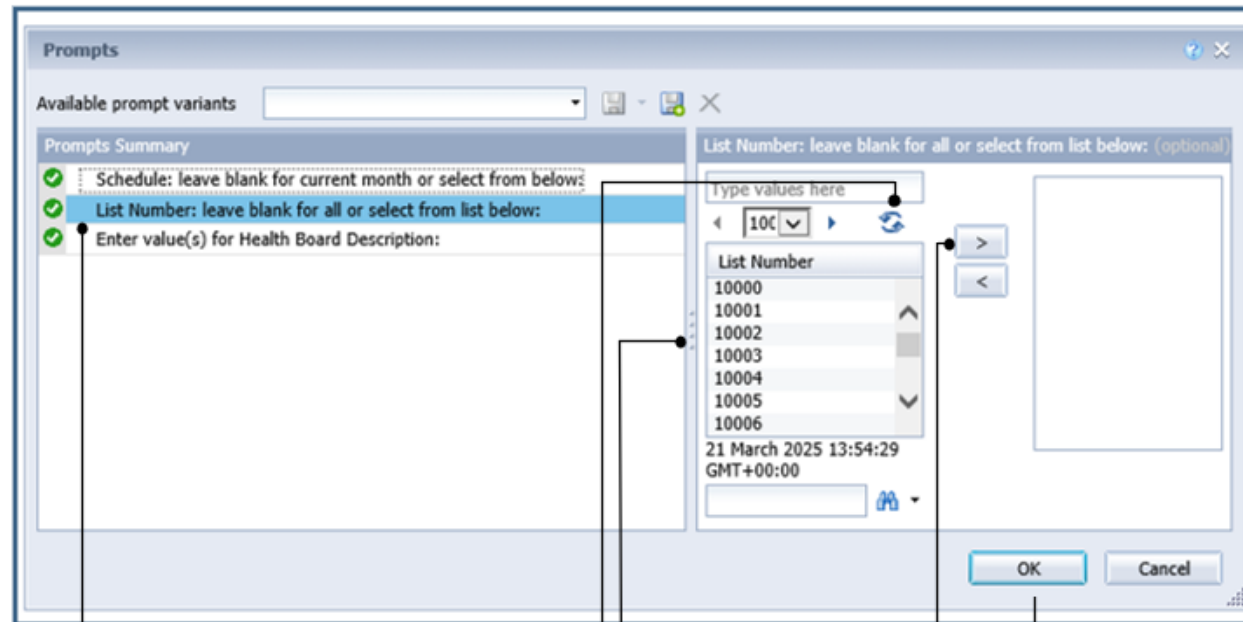 Prompts
Available prompt variants
Prompts Summary
Schedule: leave blank for current month or select from below:
List Number: leave blank for all or select from list below:
Enter value(s) for Health Board Description:
List Number: leave blank for all or select from list below: (optional)
Type values here
List Number
10000
10001
10002
10003
10004
10005
10006
21 March 2025 13:54:29
GMT+00:00
>
<
OK
Cancel